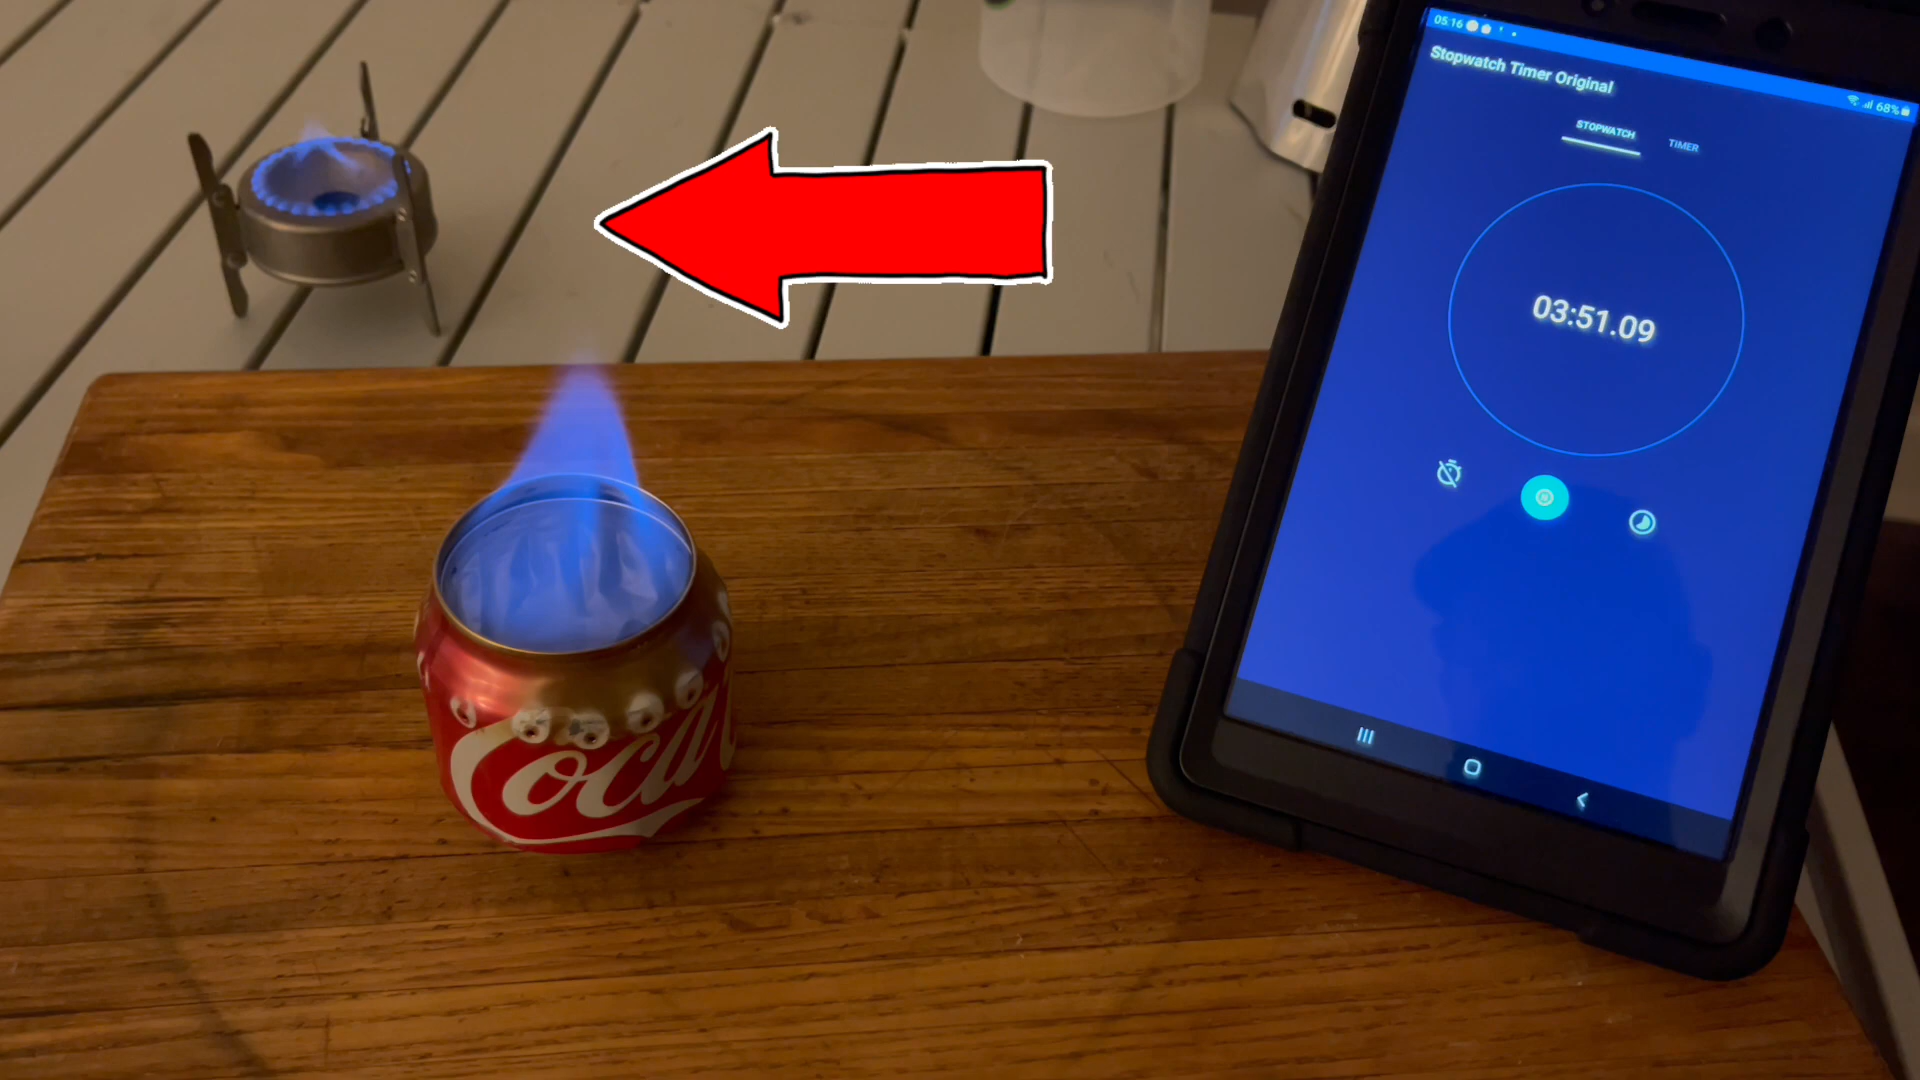 05:16
68%
Stopwatch Timer Original
STOPWATCH TIMER
03:51.09
Coca